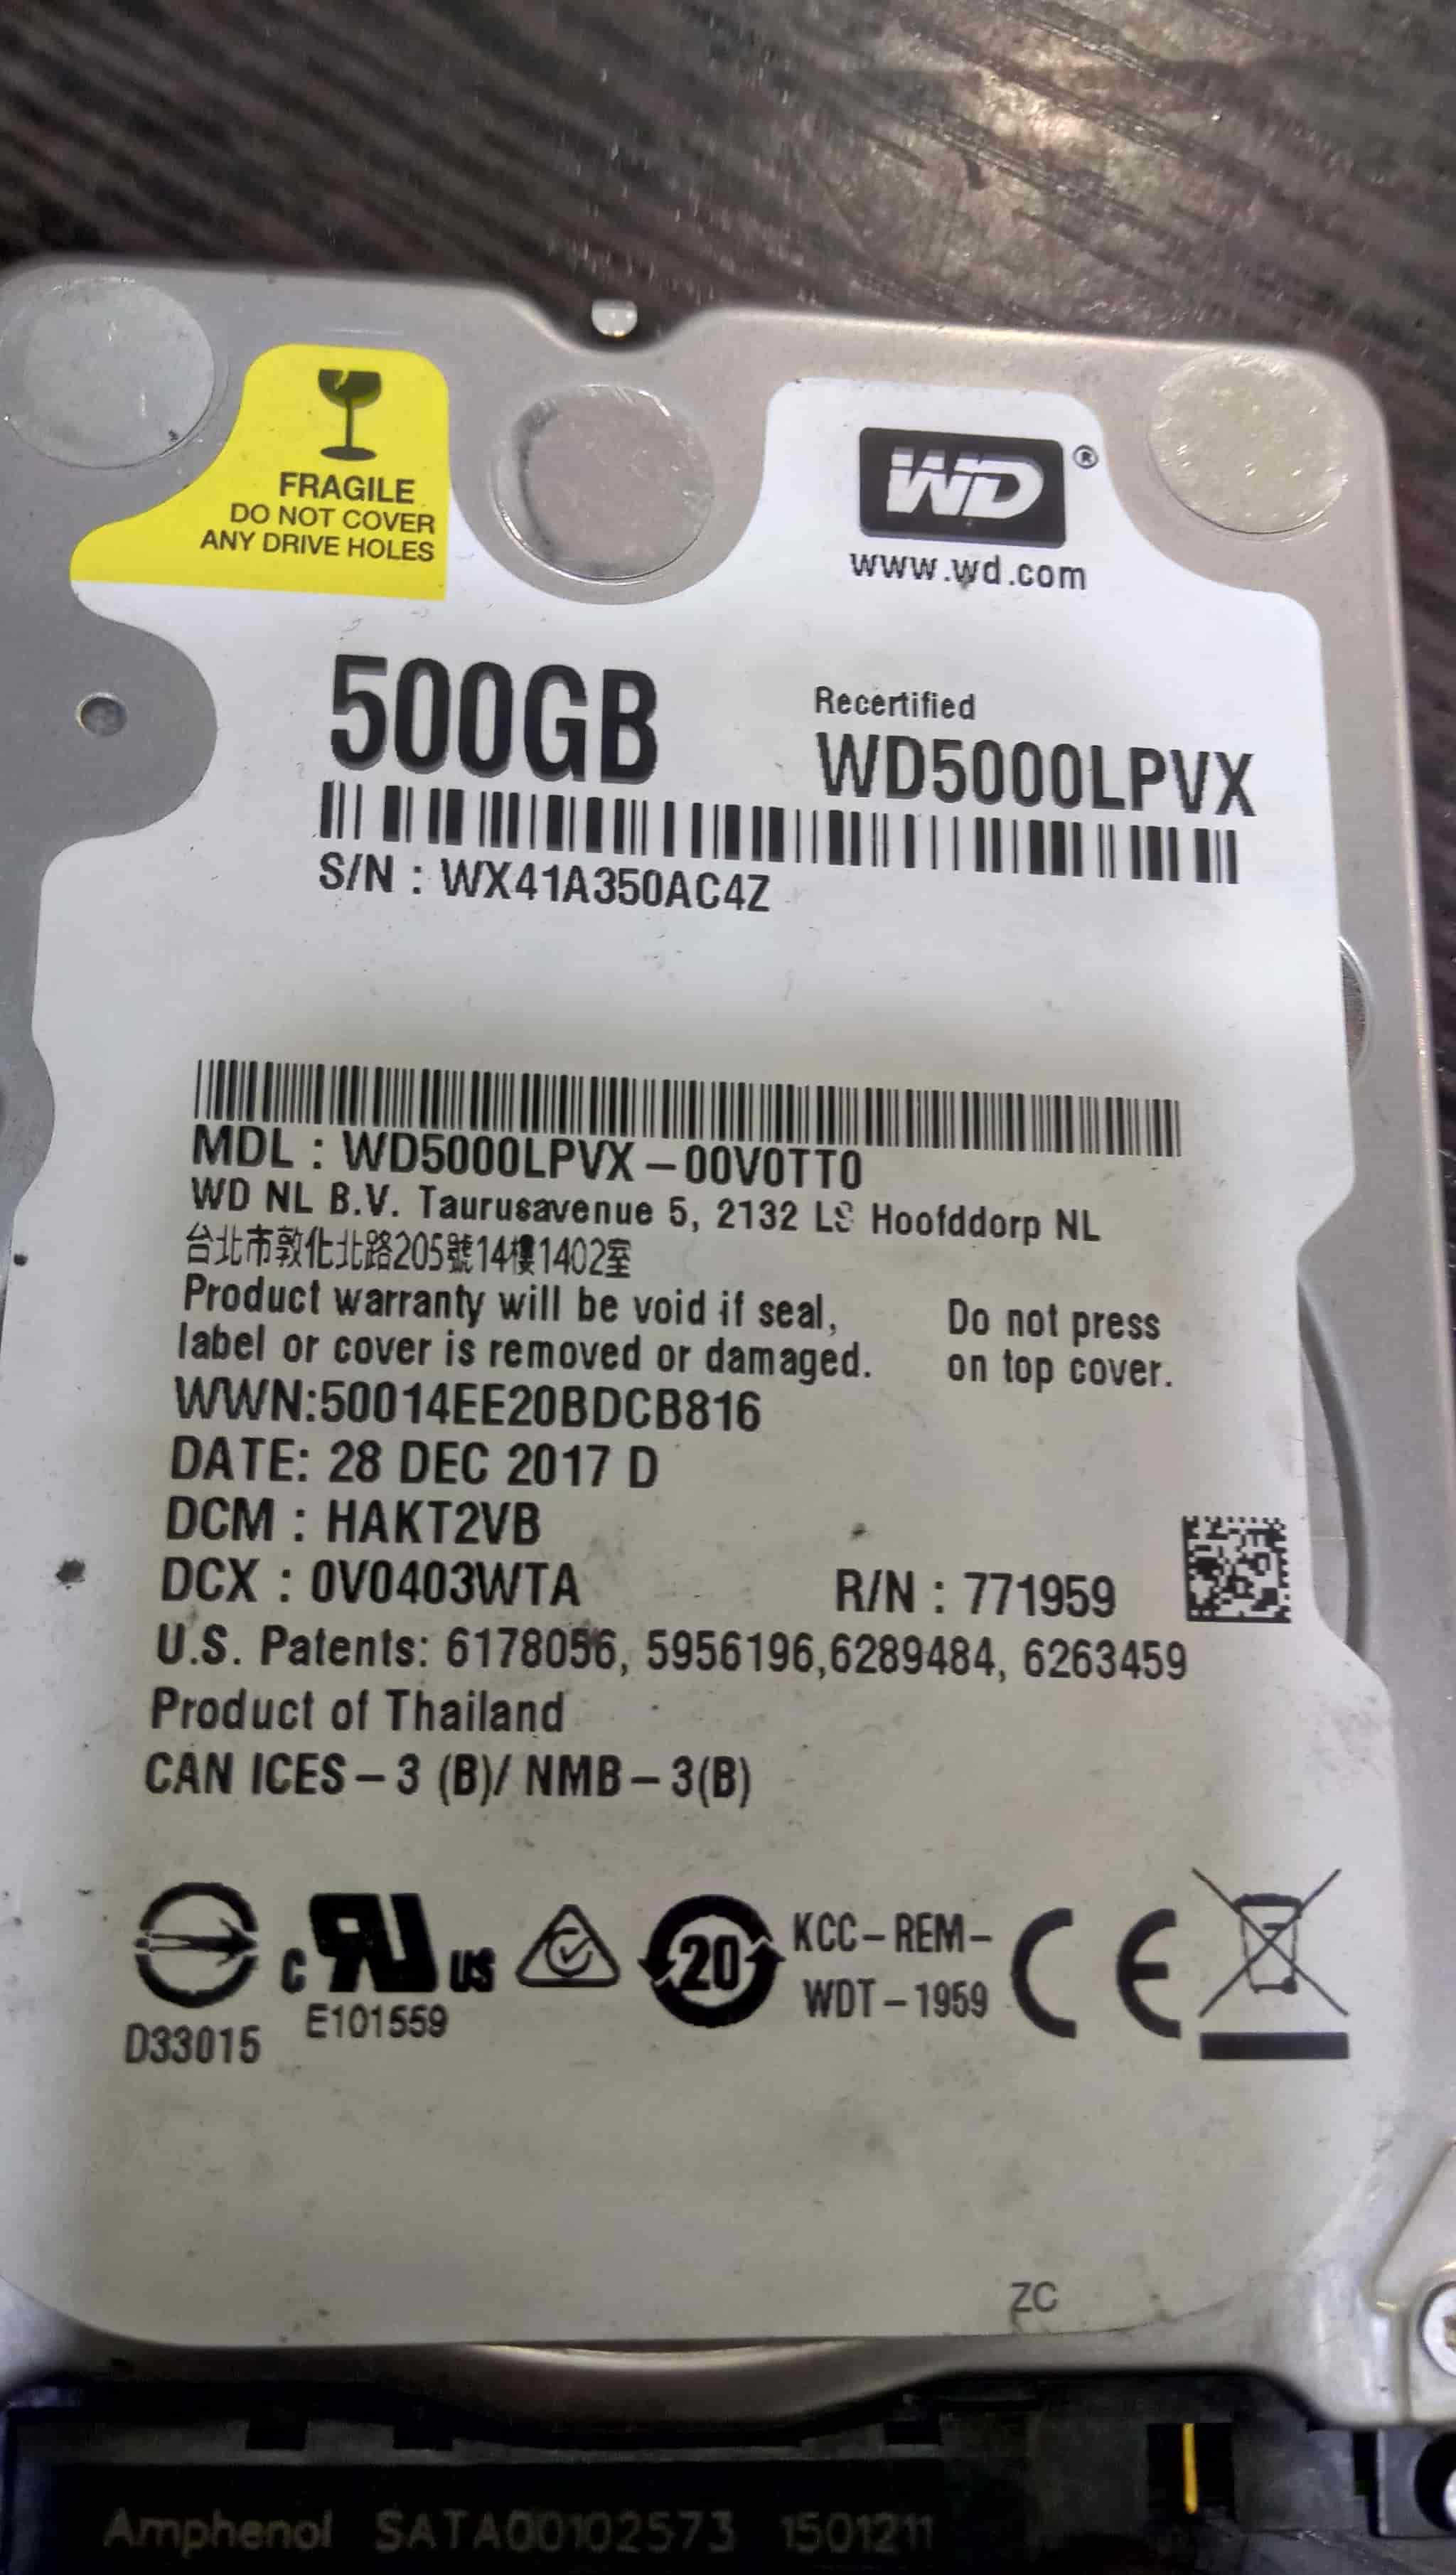 FRAGILE
DO NOT COVER
ANY DRIVE HOLES
WD®
www.wd.com
500GB
Recertified
WD5000LPVX
S/N : WX41A350AC4Z
MDL : WD5000LPVX – 00V0TT0
WD NL B.V. Taurusavenue 5, 2132 LS Hoofddorp NL
台北市敦化北路205號14樓1402室
Product warranty will be void if seal,
label or cover is removed or damaged.
Do not press
on top cover.
WWN:50014EE20BDCB816
DATE: 28 DEC 2017 D
DCM : HAKT2VB
DCX : 0V0403WTA
R/N : 771959
U.S. Patents: 6178056, 5956196,6289484, 6263459
Product of Thailand
CAN ICES – 3 (B)/ NMB – 3(B)
D33015
c RU US
E101559
20
KCC – REM –
WDT – 1959
CE
ZC
Amphenol SATA00102573 1501211